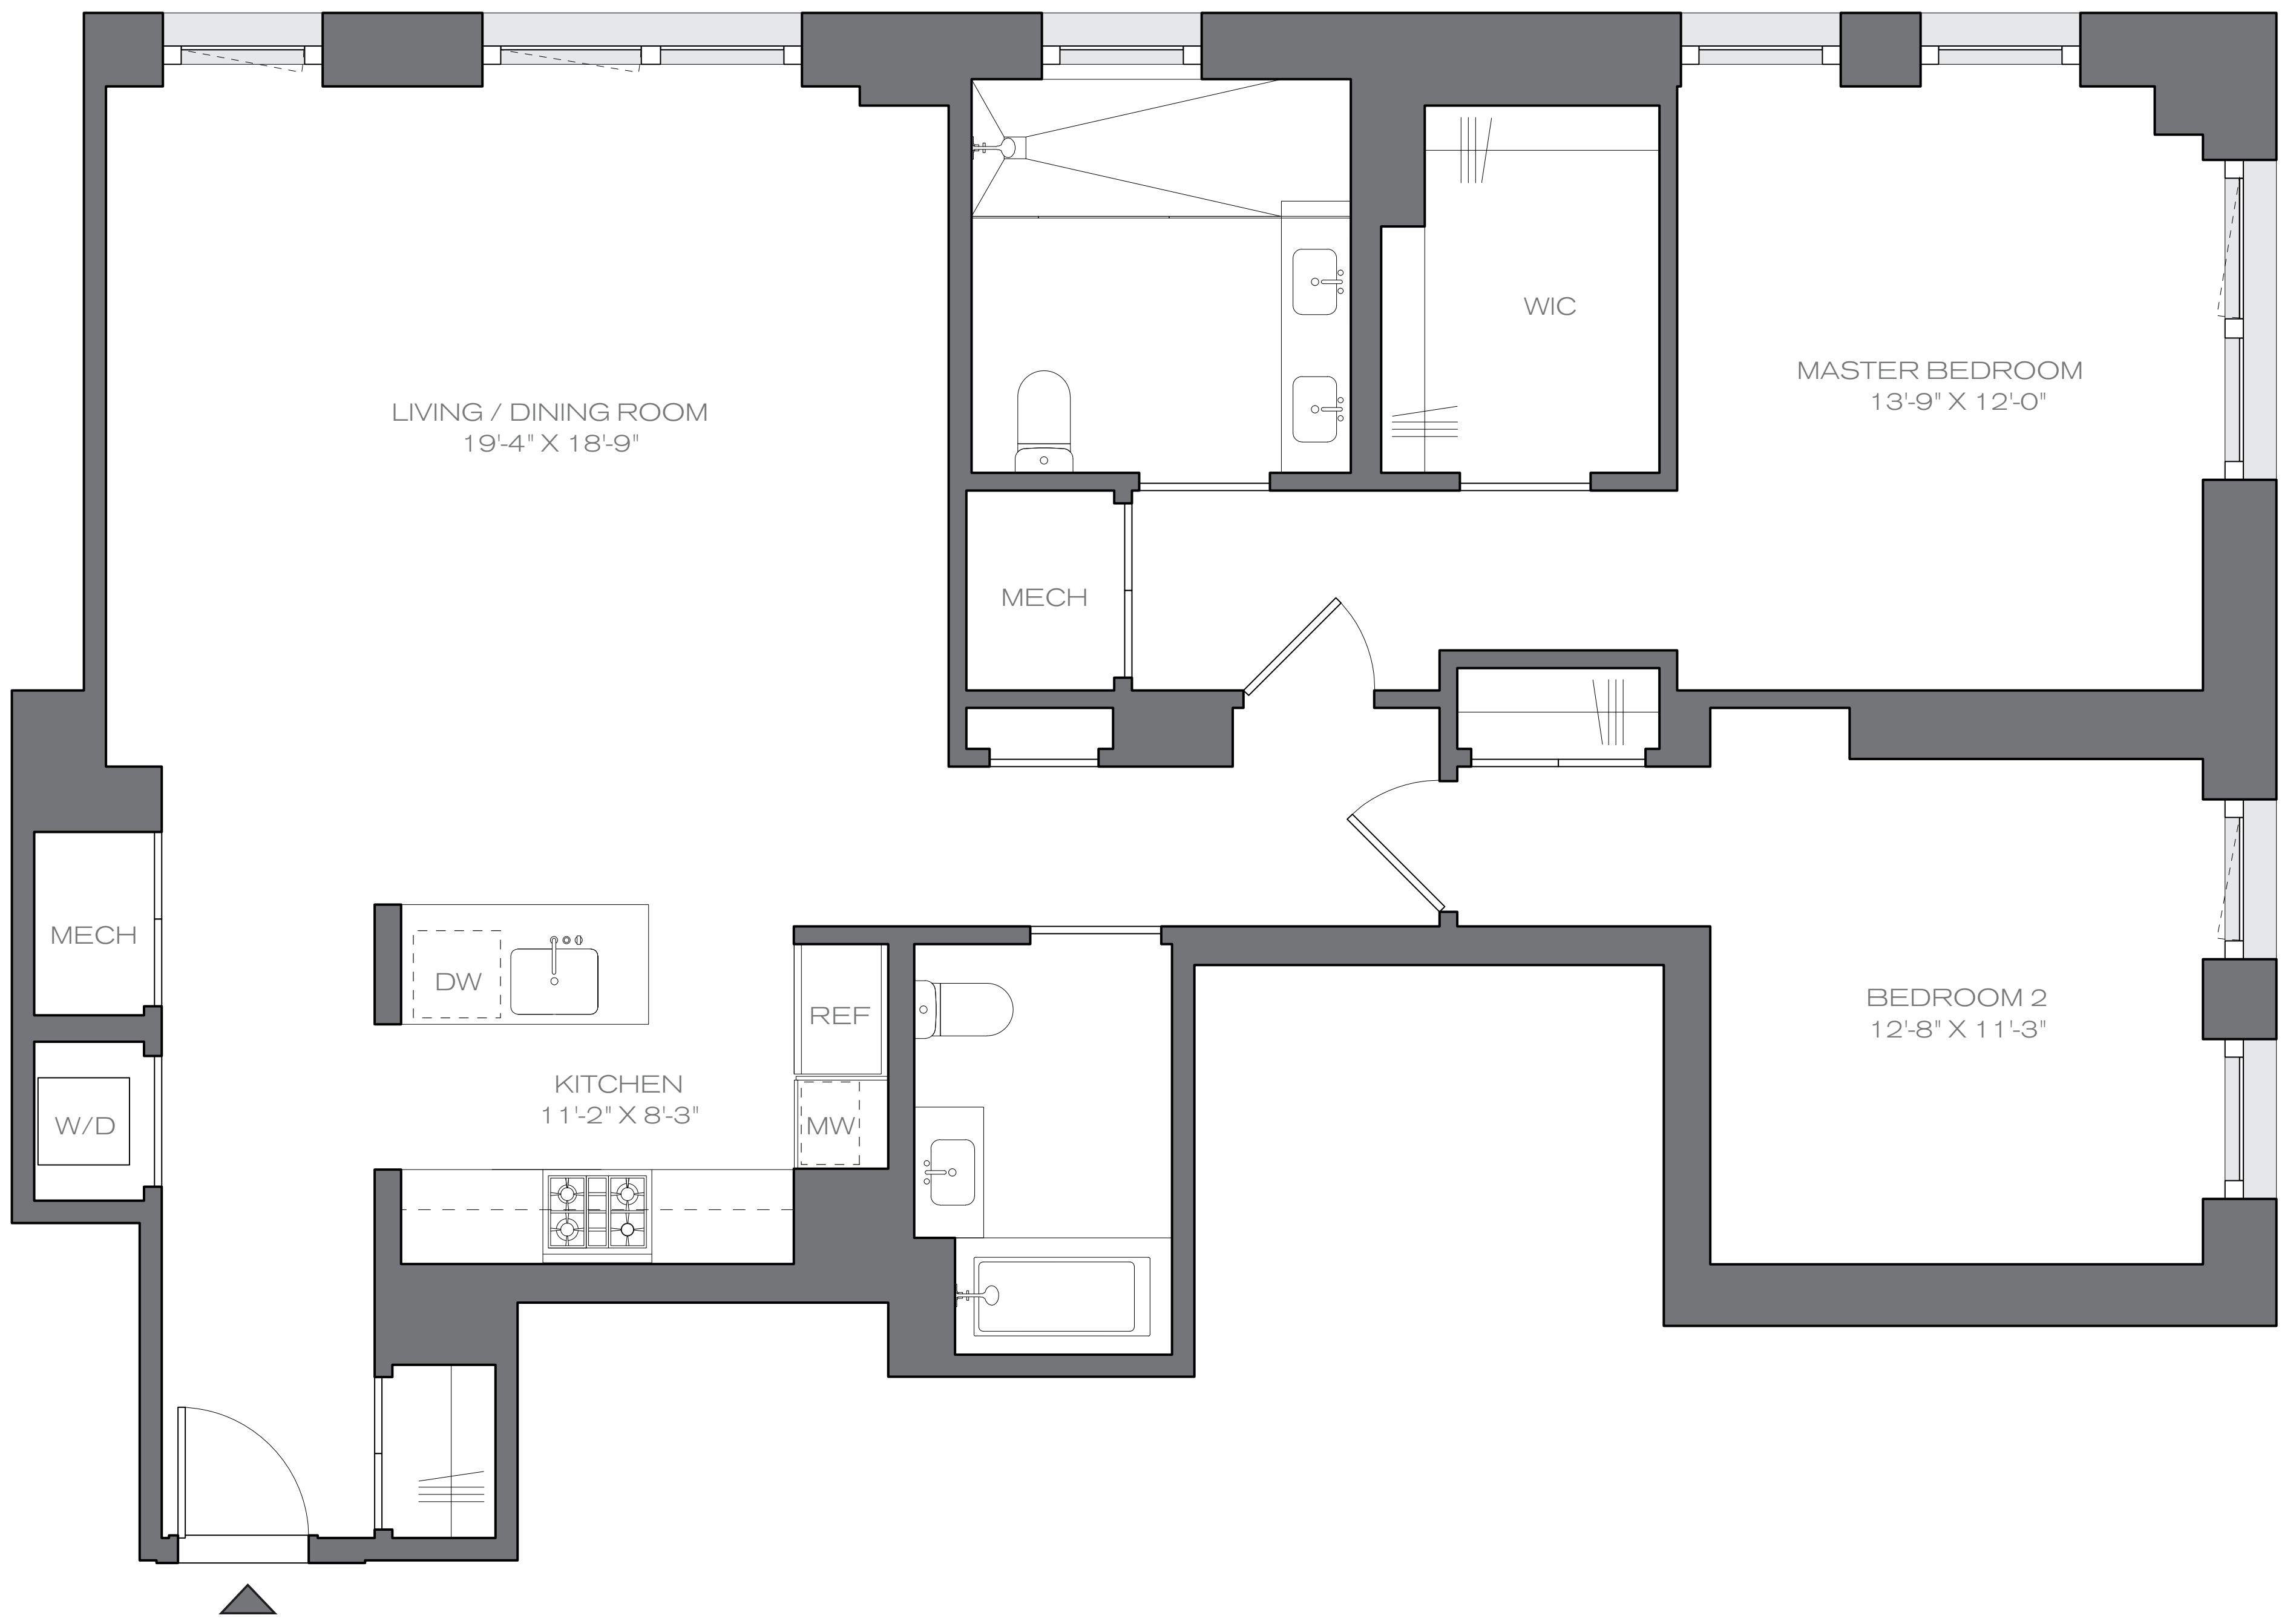 WIC
MASTER BEDROOM
13'-9" X 12'-0"
LIVING / DINING ROOM
19'-4" X 18'-9"
MECH
MECH
DW
REF
BEDROOM 2
12'-8" X 11'-3"
KITCHEN
11'-2" X 8'-3"
W/D
MW